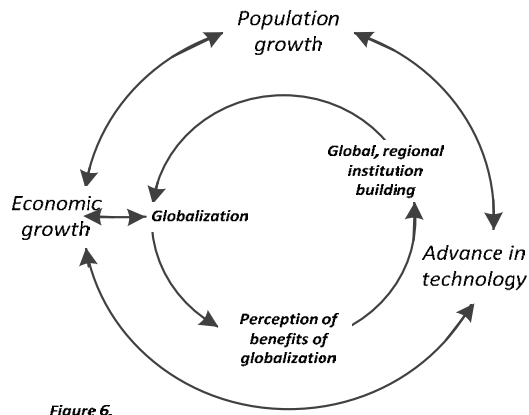 Population
growth
Global, regional
institution
building
Economic
growth
Globalization
Advance in
technology
Perception of
benefits of
globalization
Figure 6.